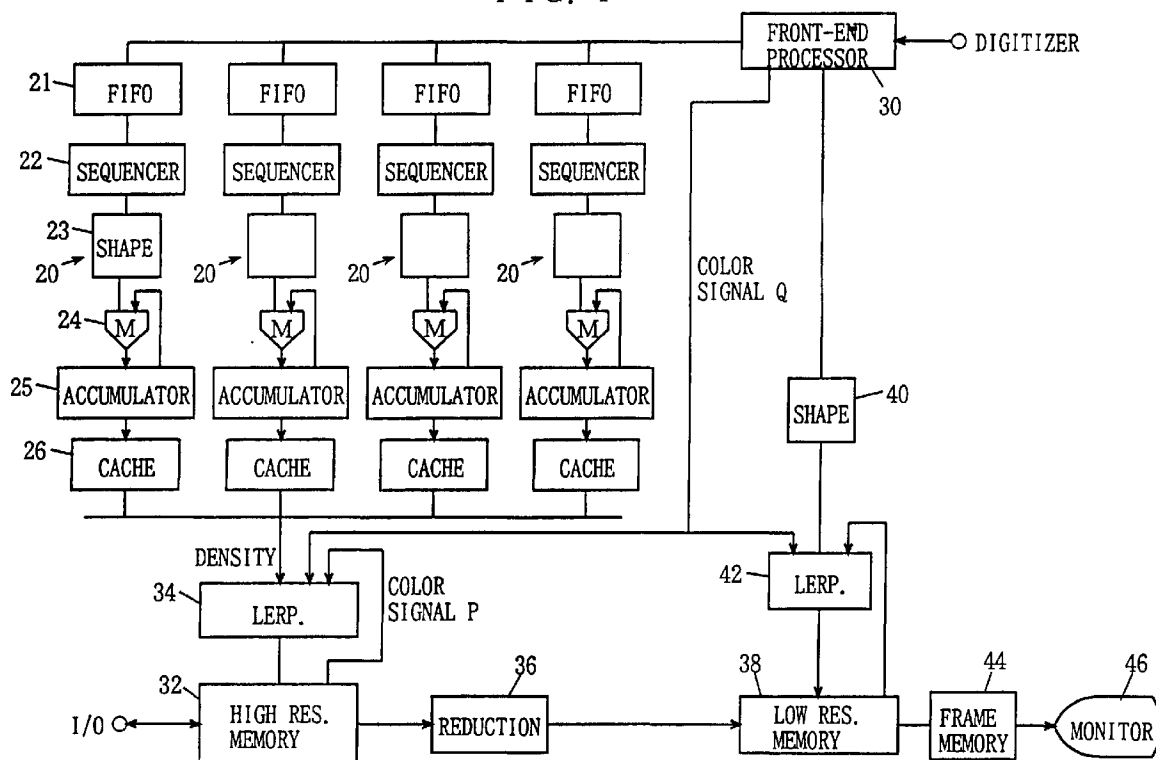 FRONT-END
PROCESSOR
DIGITIZER
30
21
FIFO
FIFO
FIFO
FIFO
22
SEQUENCER
SEQUENCER
SEQUENCER
SEQUENCER
23
SHAPE
20
20
20
20
COLOR
SIGNAL Q
24
M
M
M
M
25
ACCUMULATOR
ACCUMULATOR
ACCUMULATOR
ACCUMULATOR
SHAPE
40
26
CACHE
CACHE
CACHE
CACHE
DENSITY
34
LERP.
COLOR
SIGNAL P
42
LERP.
I/O
32
HIGH RES.
MEMORY
36
REDUCTION
38
LOW RES.
MEMORY
44
FRAME
MEMORY
46
MONITOR